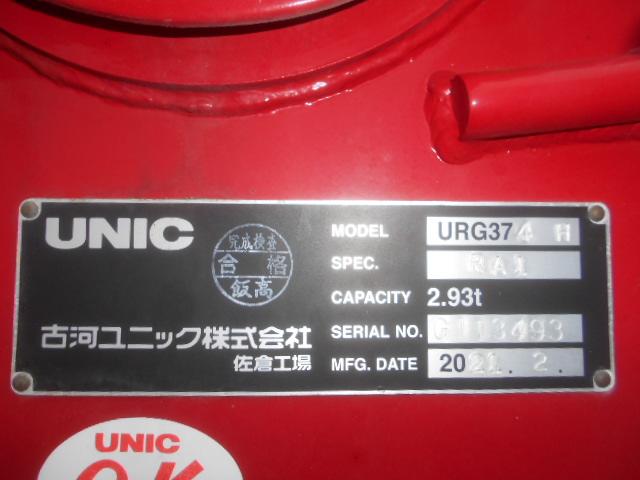 UNIC
完成検査
合格
飯高
古河ユニック株式会社
佐倉工場
MODEL URG374 H
SPEC. RA1
CAPACITY 2.93t
SERIAL NO. G113493
MFG. DATE 2021.2.
UNIC
OK